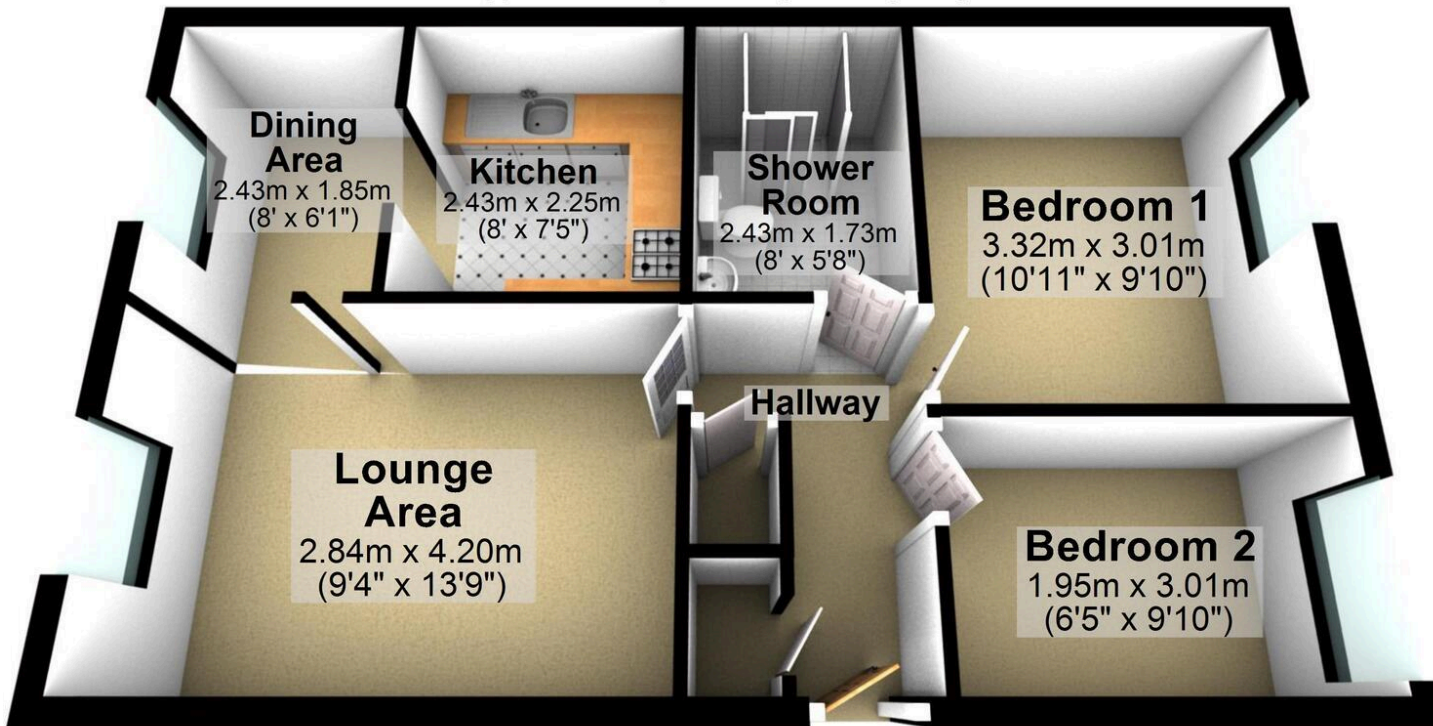 Dining
Area
2.43m x 1.85m
(8' x 6'1")
Kitchen
2.43m x 2.25m
(8' x 7'5")
Shower
Room
2.43m x 1.73m
(8' x 5'8")
Bedroom 1
3.32m x 3.01m
(10'11" x 9'10")
Hallway
Lounge
Area
2.84m x 4.20m
(9'4" x 13'9")
Bedroom 2
1.95m x 3.01m
(6'5" x 9'10")